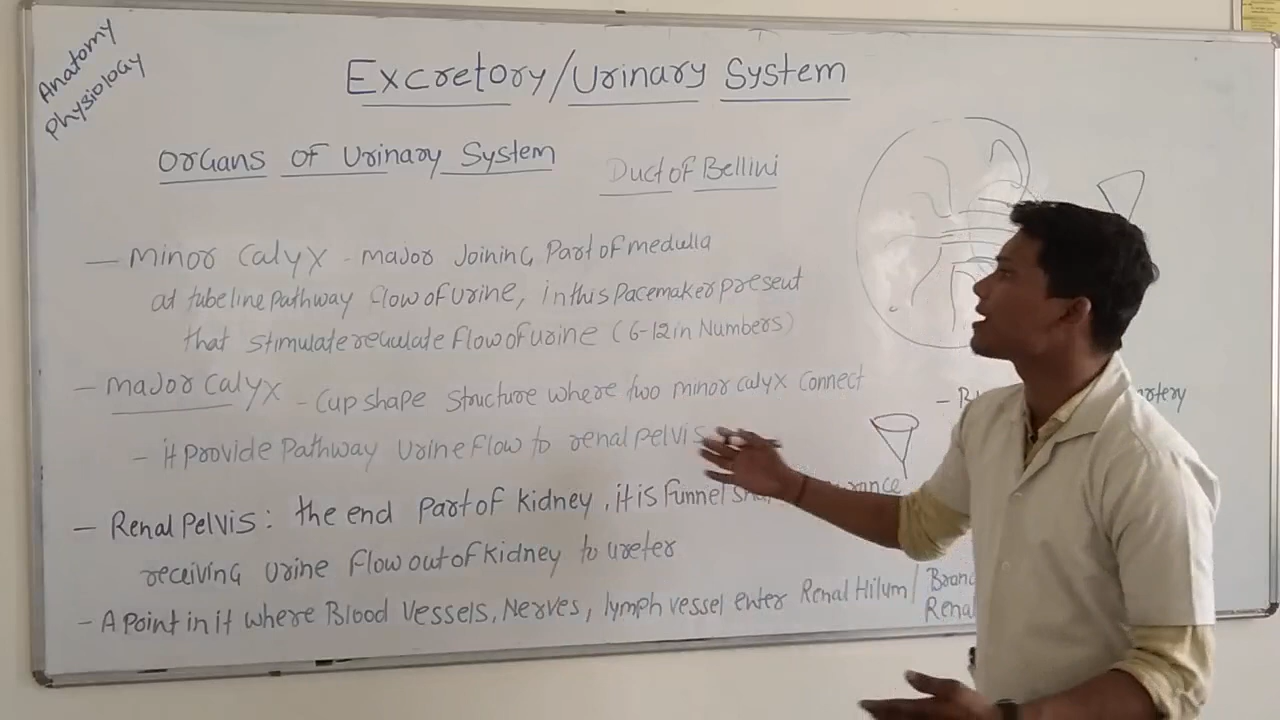 Anatomy
Physiology
Excretory/Urinary System
Organs of Urinary System
Duct of Bellini
— Minor Calyx - Major Joining Part of medulla
at tubeline Pathway flow of urine, in this Pacemaker present
that stimulate regulate flow of urine (6-12 in Numbers)
- Major Calyx - Cup shape structure where two minor calyx connect
- it provide Pathway urine flow to renal pelvis
- Renal Pelvis: the end part of kidney, it is funnel
receiving urine flow out of kidney to ureter
- A Point in it where Blood Vessels, Nerves, lymph vessel enter Renal Hilum/